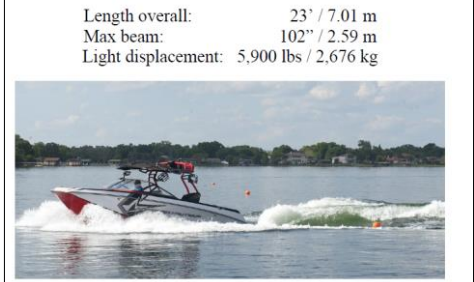 Length overall: 23’ / 7.01 m
Max beam: 102” / 2.59 m
Light displacement: 5,900 lbs / 2,676 kg